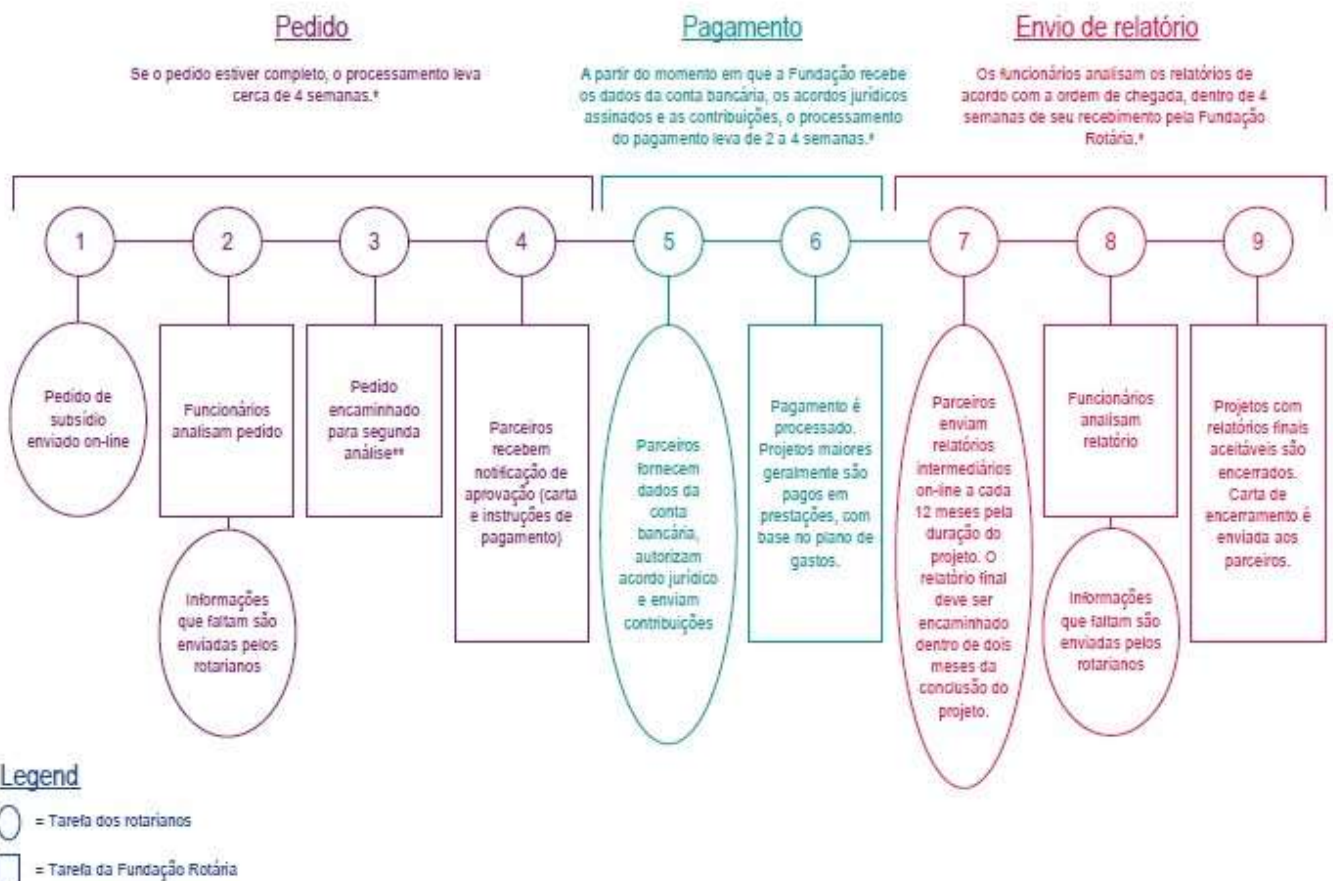 Pedido
Se o pedido estiver completo, o processamento leva
cerca de 4 semanas.*
Pagamento
A partir do momento em que a Fundação recebe
os dados da conta bancária, os acordos jurídicos
assinados e as contribuições, o processamento
do pagamento leva de 2 a 4 semanas.*
Envio de relatório
Os funcionários analisam os relatórios de
acordo com a ordem de chegada, dentro de 4
semanas de seu recebimento pela Fundação
Rotária.*
1
2
3
4
5
6
7
8
9
Pedido de
subsídio
enviado on-line
Funcionários
analisam pedido
Informações
que faltam são
enviadas pelos
rotarianos
Pedido
encaminhado
para segunda
análise**
Parceiros
recebem
notificação de
aprovação (carta
e instruções de
pagamento)
Parceiros
fornecem
dados da
conta
bancária,
autorizam
acordo jurídico
e enviam
contribuições
Pagamento é
processado.
Projetos maiores
geralmente são
pagos em
prestações, com
base no plano de
gastos.
Parceiros
enviam
relatórios
intermediários
on-line a cada
12 meses pela
duração do
projeto. O
relatório final
deve ser
encaminhado
dentro de dois
meses da
conclusão do
projeto.
Funcionários
analisam
relatório
Informações
que faltam são
enviadas pelos
rotarianos
Projetos com
relatórios finais
aceitáveis são
encerrados.
Carta de
encerramento é
enviada aos
parceiros.
Legend
= Tarefa dos rotarianos
= Tarefa da Fundação Rotária